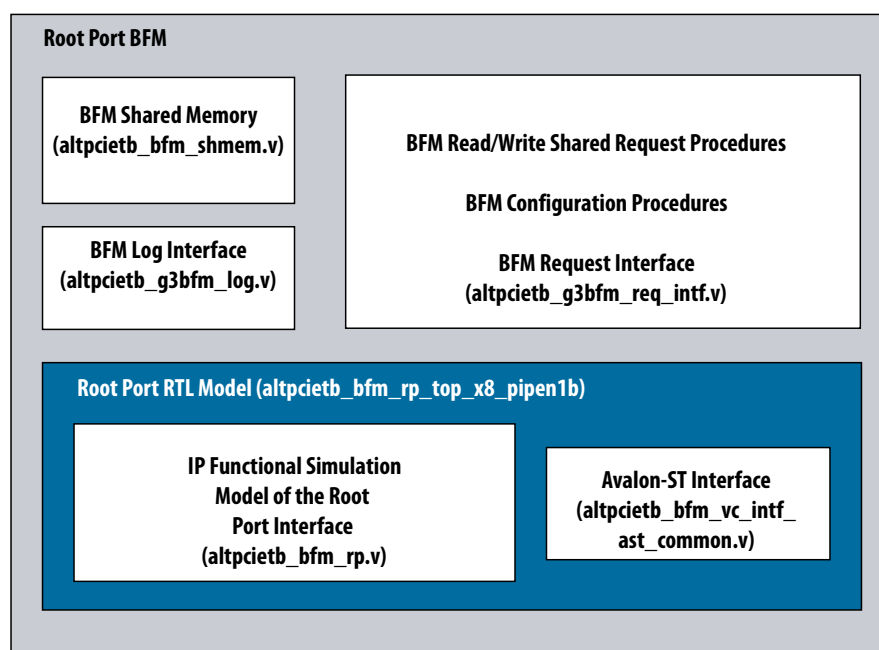 Root Port BFM
BFM Shared Memory
(altpcietb_bfm_shmem.v)
BFM Log Interface
(altpcietb_g3bfm_log.v)
BFM Read/Write Shared Request Procedures
BFM Configuration Procedures
BFM Request Interface
(altpcietb_g3bfm_req_intf.v)
Root Port RTL Model (altpcietb_bfm_rp_top_x8_pipen1b)
IP Functional Simulation
Model of the Root
Port Interface
(altpcietb_bfm_rp.v)
Avalon-ST Interface
(altpcietb_bfm_vc_intf_
ast_common.v)